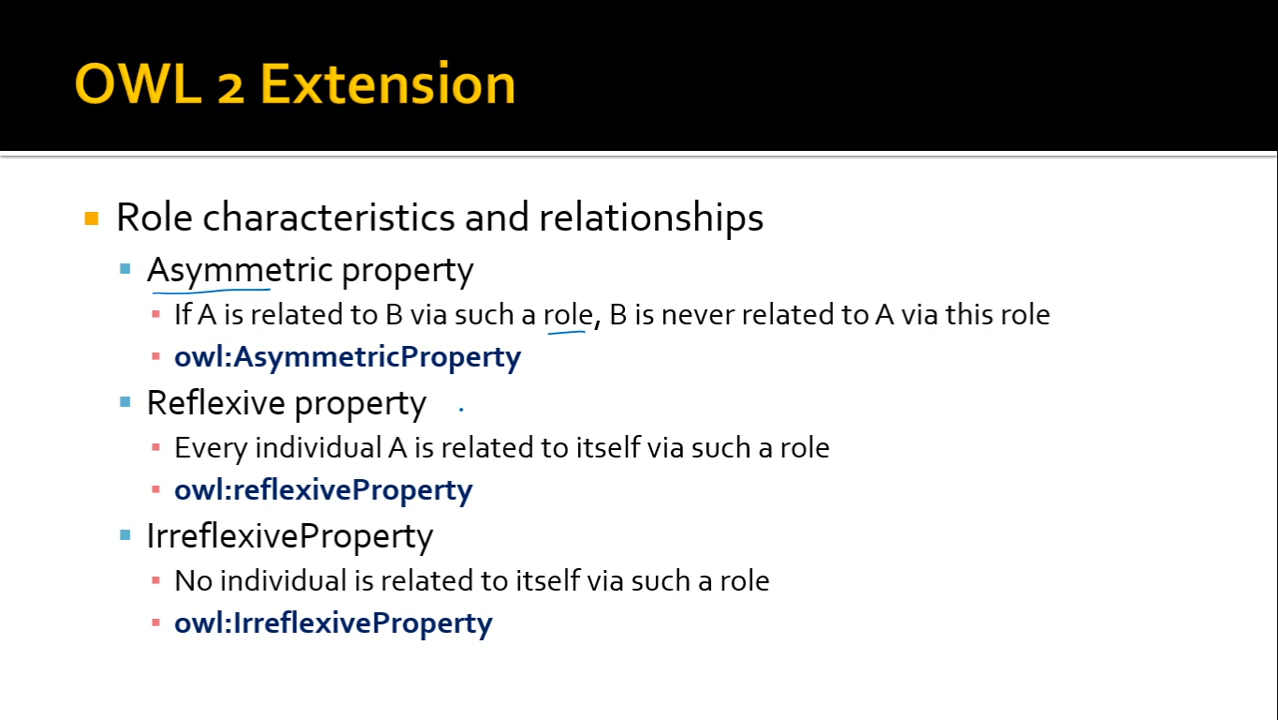 OWL 2 Extension
Role characteristics and relationships
Asymmetric property
If A is related to B via such a role, B is never related to A via this role
owl:AsymmetricProperty
Reflexive property
Every individual A is related to itself via such a role
owl:reflexiveProperty
IrreflexiveProperty
No individual is related to itself via such a role
owl:IrreflexiveProperty